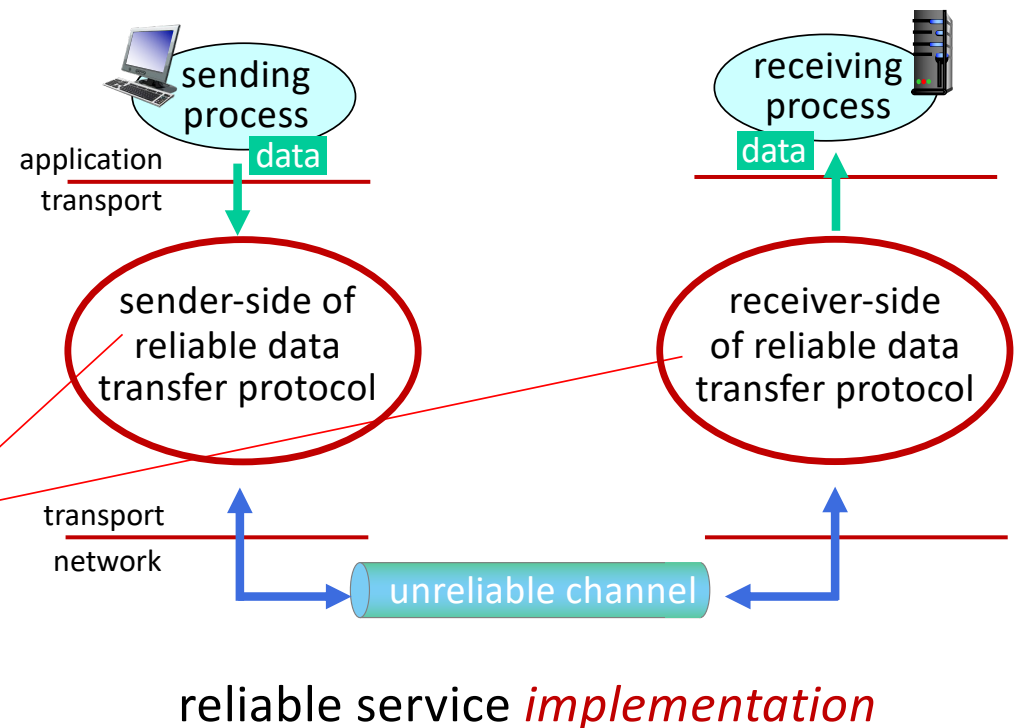 sending
process
data
application
transport
receiving
process
data
sender-side of
reliable data
transfer protocol
receiver-side
of reliable data
transfer protocol
transport
network
unreliable channel
reliable service implementation